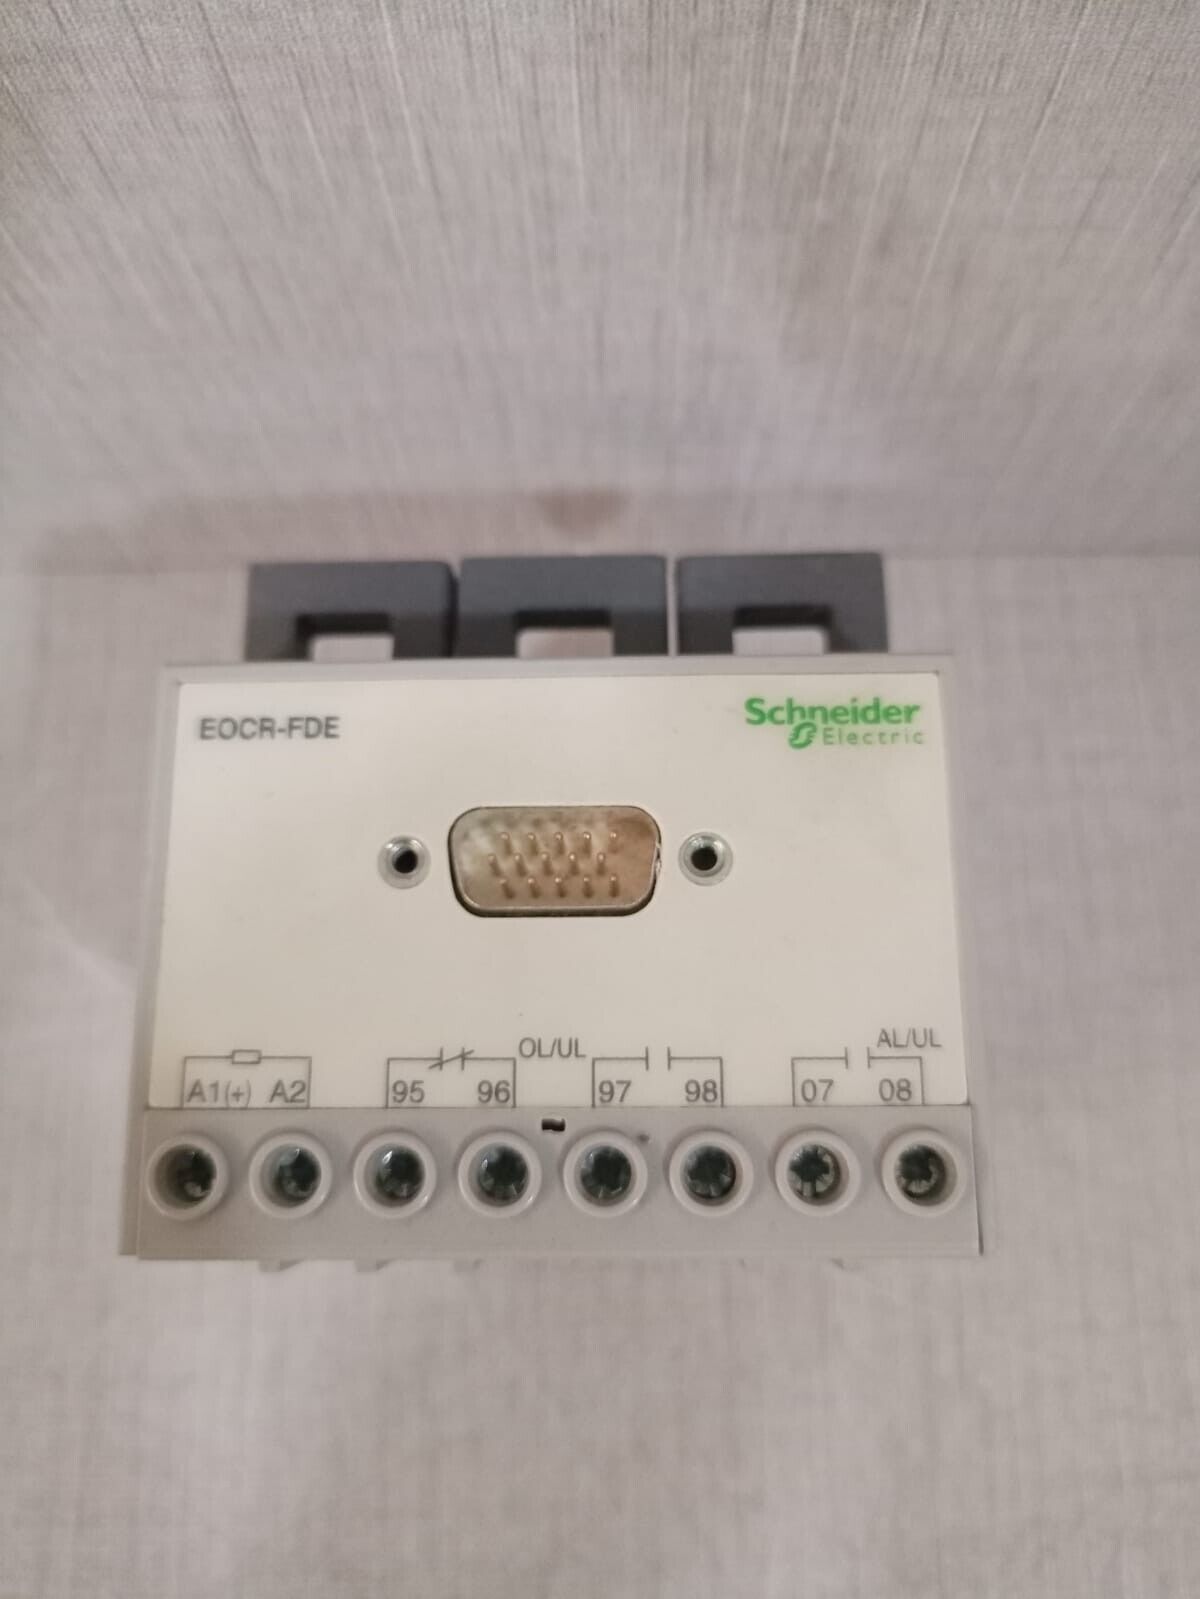 EOCR-FDE
Schneider
Electric
OL/UL
AL/UL
A1(+) A2 95 96 97 98 07 08